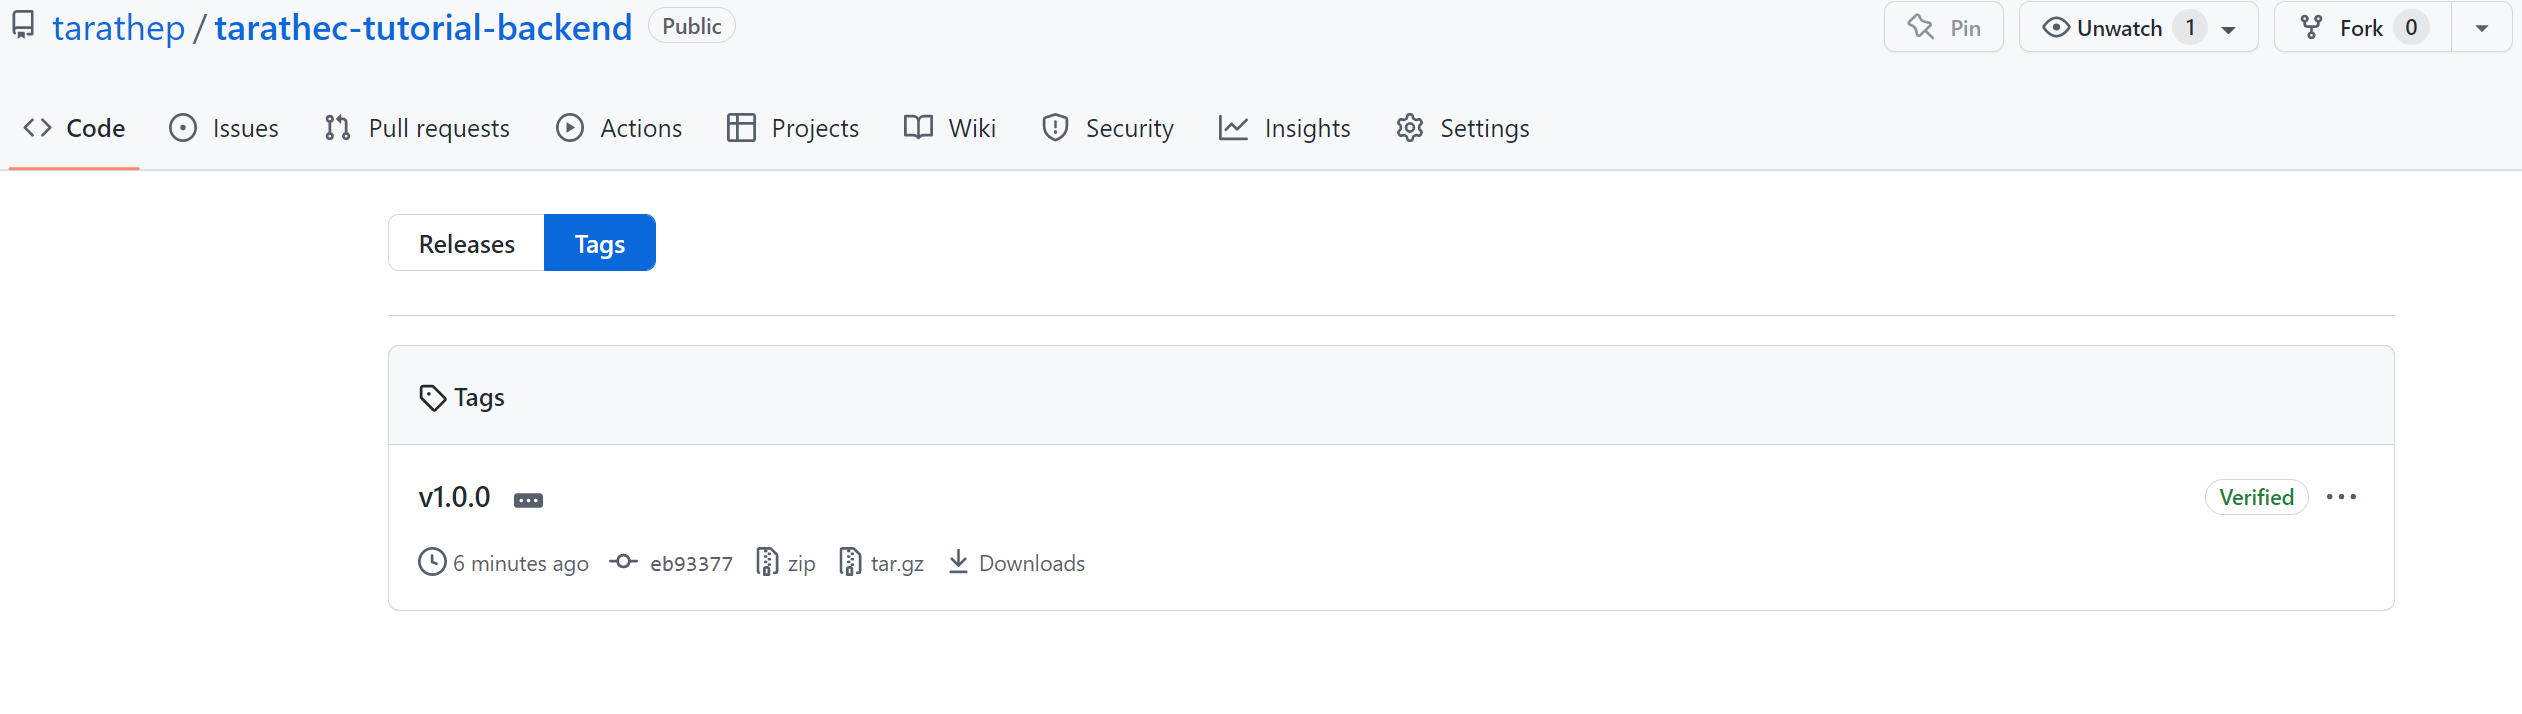 tarathep / tarathec-tutorial-backend Public Pin Unwatch 1 Fork 0
Code Issues Pull requests Actions Projects Wiki Security Insights Settings
Releases Tags
Tags
v1.0.0 ... Verified ...
6 minutes ago eb93377 zip tar.gz Downloads